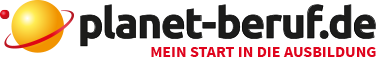 planet-beruf.de
MEIN START IN DIE AUSBILDUNG